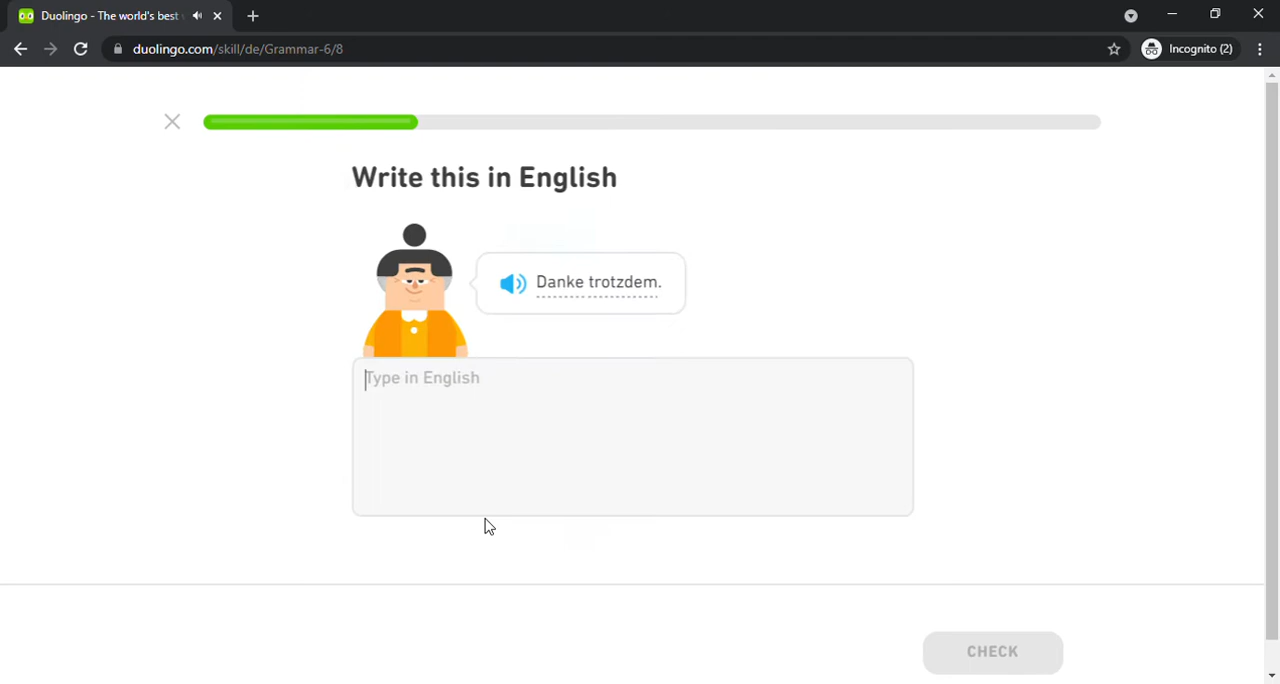 Duolingo - The world's best
duolingo.com/skill/de/Grammar-6/8
Incognito (2)
Write this in English
Danke trotzdem.
Type in English
CHECK